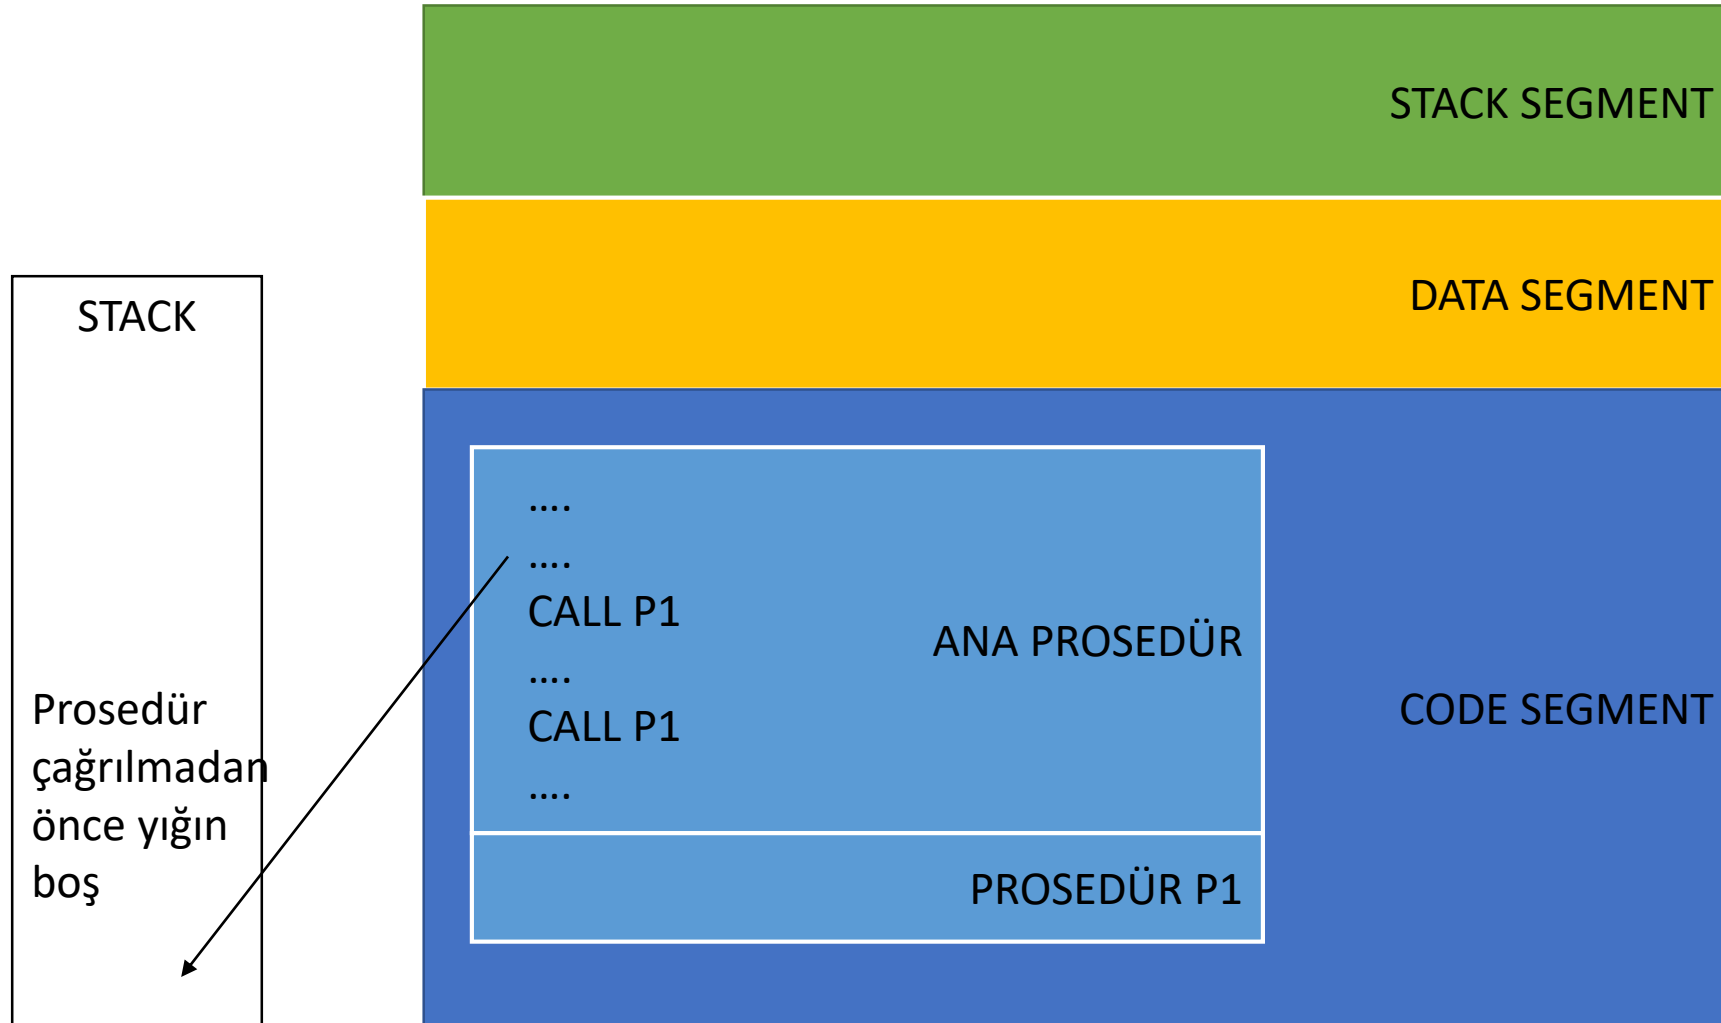 STACK SEGMENT
DATA SEGMENT
STACK
Prosedür
çağrılmadan
önce yığın
boş
....
....
CALL P1
....
CALL P1
....
ANA PROSEDÜR
PROSEDÜR P1
CODE SEGMENT